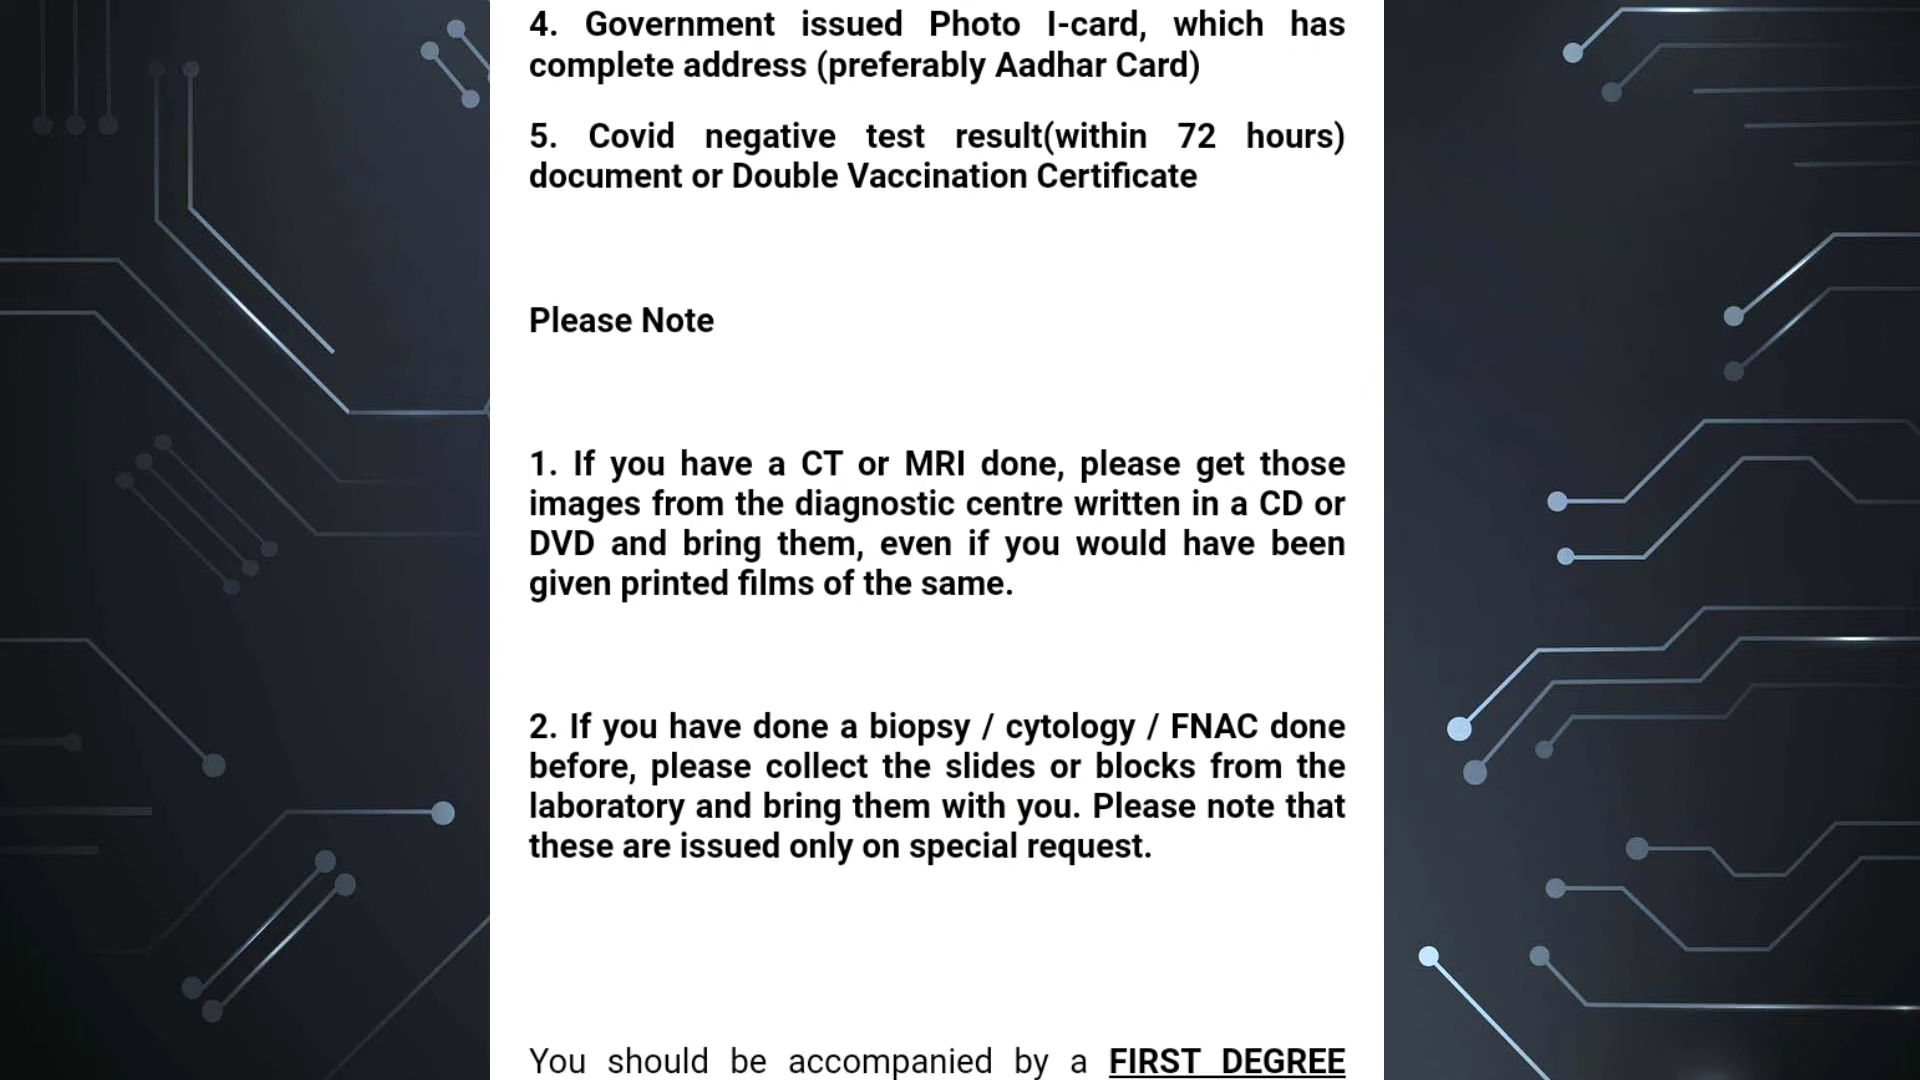 4. Government issued Photo I-card, which has
complete address (preferably Aadhar Card)
5. Covid negative test result(within 72 hours)
document or Double Vaccination Certificate
Please Note
1. If you have a CT or MRI done, please get those
images from the diagnostic centre written in a CD or
DVD and bring them, even if you would have been
given printed films of the same.
2. If you have done a biopsy / cytology / FNAC done
before, please collect the slides or blocks from the
laboratory and bring them with you. Please note that
these are issued only on special request.
You should be accompanied by a FIRST DEGREE